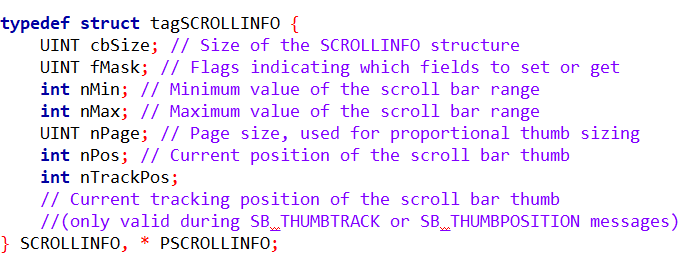 typedef struct tagSCROLLINFO {
    UINT cbSize; // Size of the SCROLLINFO structure
    UINT fMask; // Flags indicating which fields to set or get
    int nMin; // Minimum value of the scroll bar range
    int nMax; // Maximum value of the scroll bar range
    UINT nPage; // Page size, used for proportional thumb sizing
    int nPos; // Current position of the scroll bar thumb
    int nTrackPos;
    // Current tracking position of the scroll bar thumb
    //(only valid during SB_THUMBTRACK or SB_THUMBPOSITION messages)
} SCROLLINFO, * PSCROLLINFO;